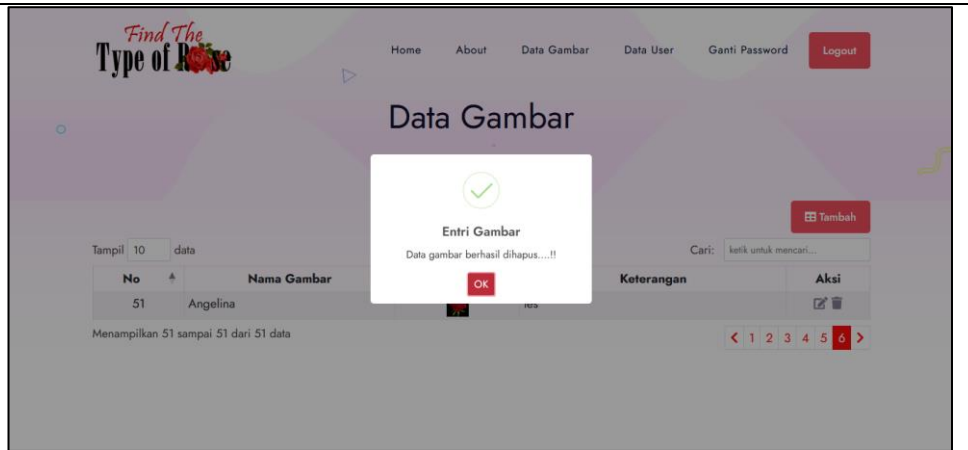 Find The
Type of Rose
Home About Data Gambar Data User Ganti Password Logout
Data Gambar
Tambah
Entri Gambar
Data gambar berhasil dihapus....!!
OK
Tampil 10 data
Cari: ketik untuk mencari...
No Nama Gambar Keterangan Aksi
51 Angelina Tes
Menampilkan 51 sampai 51 dari 51 data
1 2 3 4 5 6